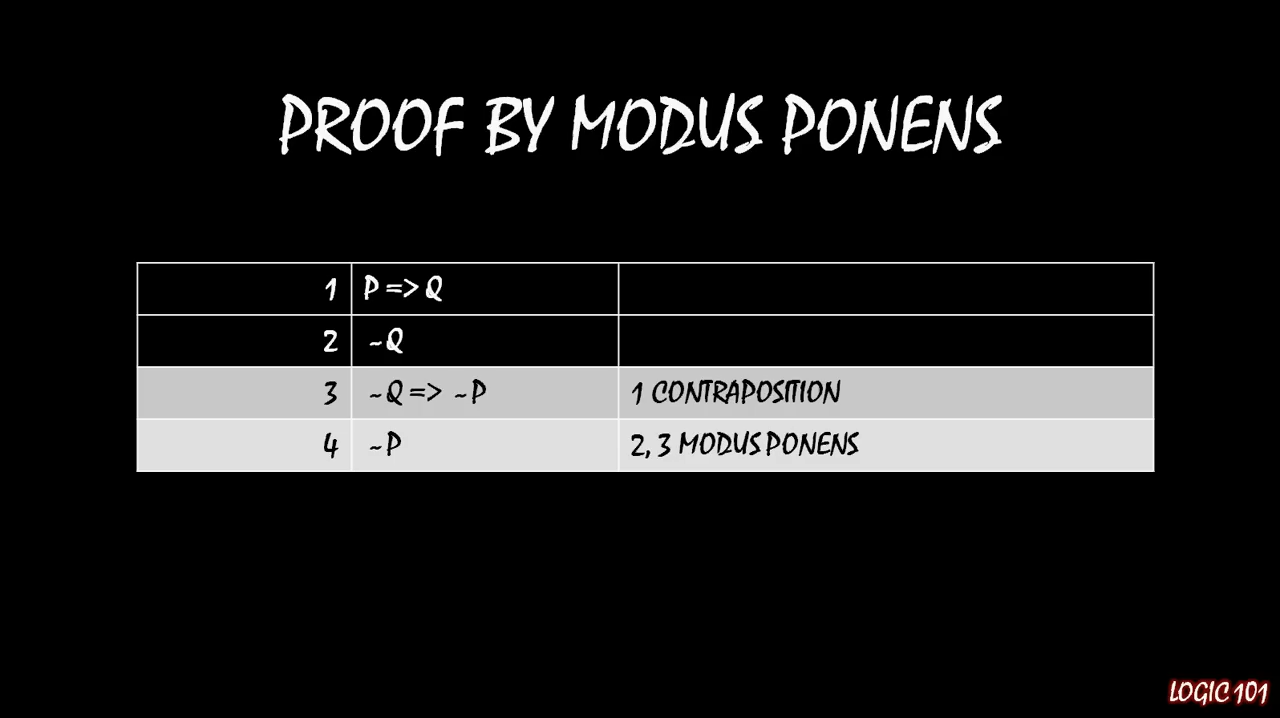 PROOF BY MODUS PONENS
1 P => Q
2 ~Q
3 ~Q => ~P 1 CONTRAPOSITION
4 ~P 2, 3 MODUS PONENS
LOGIC 101